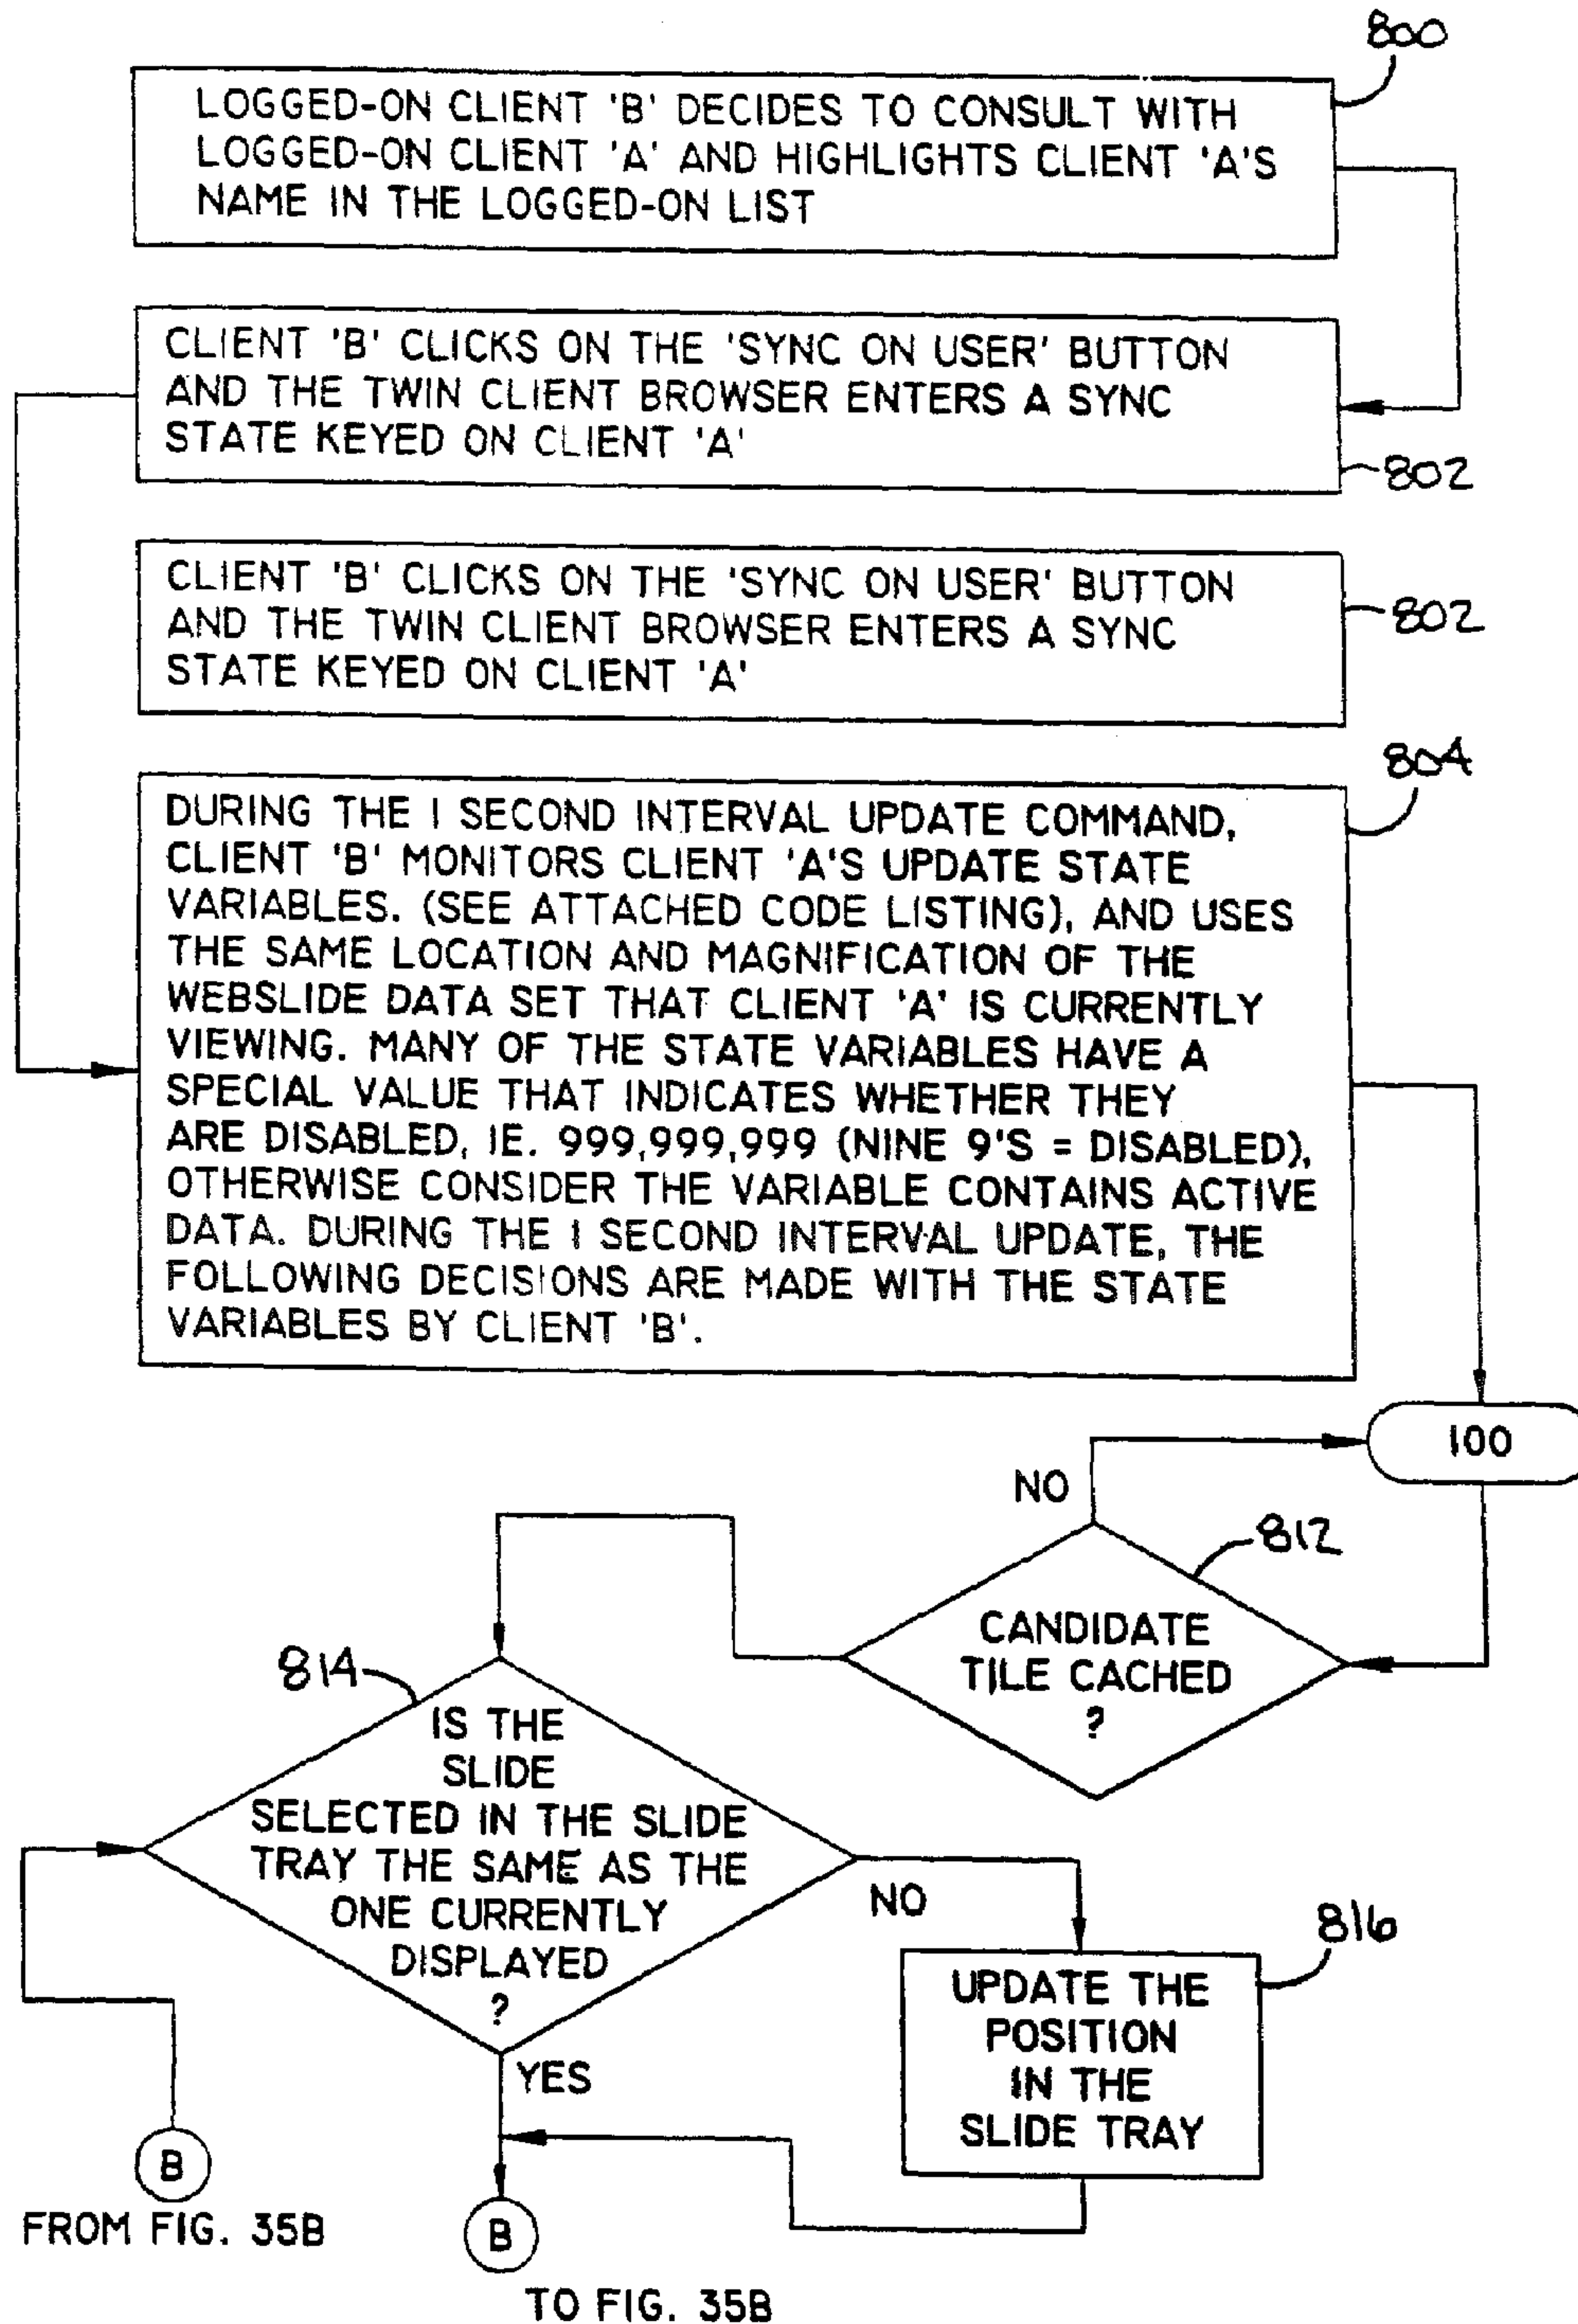 800
LOGGED-ON CLIENT 'B' DECIDES TO CONSULT WITH
LOGGED-ON CLIENT 'A' AND HIGHLIGHTS CLIENT 'A'S
NAME IN THE LOGGED-ON LIST
CLIENT 'B' CLICKS ON THE 'SYNC ON USER' BUTTON
AND THE TWIN CLIENT BROWSER ENTERS A SYNC
STATE KEYED ON CLIENT 'A'
802
CLIENT 'B' CLICKS ON THE 'SYNC ON USER' BUTTON
AND THE TWIN CLIENT BROWSER ENTERS A SYNC
STATE KEYED ON CLIENT 'A'
802
804
DURING THE 1 SECOND INTERVAL UPDATE COMMAND,
CLIENT 'B' MONITORS CLIENT 'A'S UPDATE STATE
VARIABLES. (SEE ATTACHED CODE LISTING), AND USES
THE SAME LOCATION AND MAGNIFICATION OF THE
WEBSLIDE DATA SET THAT CLIENT 'A' IS CURRENTLY
VIEWING. MANY OF THE STATE VARIABLES HAVE A
SPECIAL VALUE THAT INDICATES WHETHER THEY
ARE DISABLED, IE. 999,999,999 (NINE 9'S = DISABLED),
OTHERWISE CONSIDER THE VARIABLE CONTAINS ACTIVE
DATA. DURING THE 1 SECOND INTERVAL UPDATE, THE
FOLLOWING DECISIONS ARE MADE WITH THE STATE
VARIABLES BY CLIENT 'B'.
100
NO
812
CANDIDATE
TILE CACHED
?
814
IS THE
SLIDE
SELECTED IN THE SLIDE
TRAY THE SAME AS THE
ONE CURRENTLY
DISPLAYED
?
NO
816
UPDATE THE
POSITION
IN THE
SLIDE TRAY
YES
B
FROM FIG. 35B
B
TO FIG. 35B